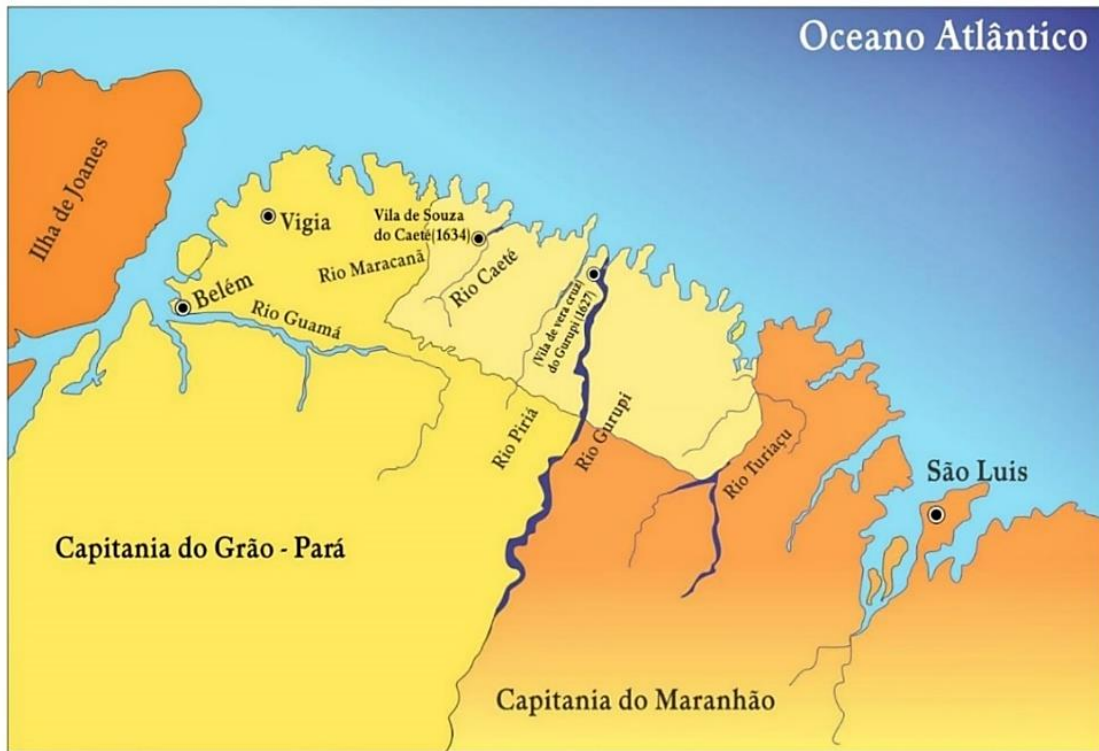 Oceano Atlântico
Ilha de Joanes
Vigia
Vila de Souza
do Caeté(1634)
Rio Maracanã
Rio Caeté
Belém
Rio Guamá
(Vila de vera cruz)
do Gurupi (1627)
Rio Piriá
Rio Gurupi
Rio Turiaçu
São Luis
Capitania do Grão - Pará
Capitania do Maranhão